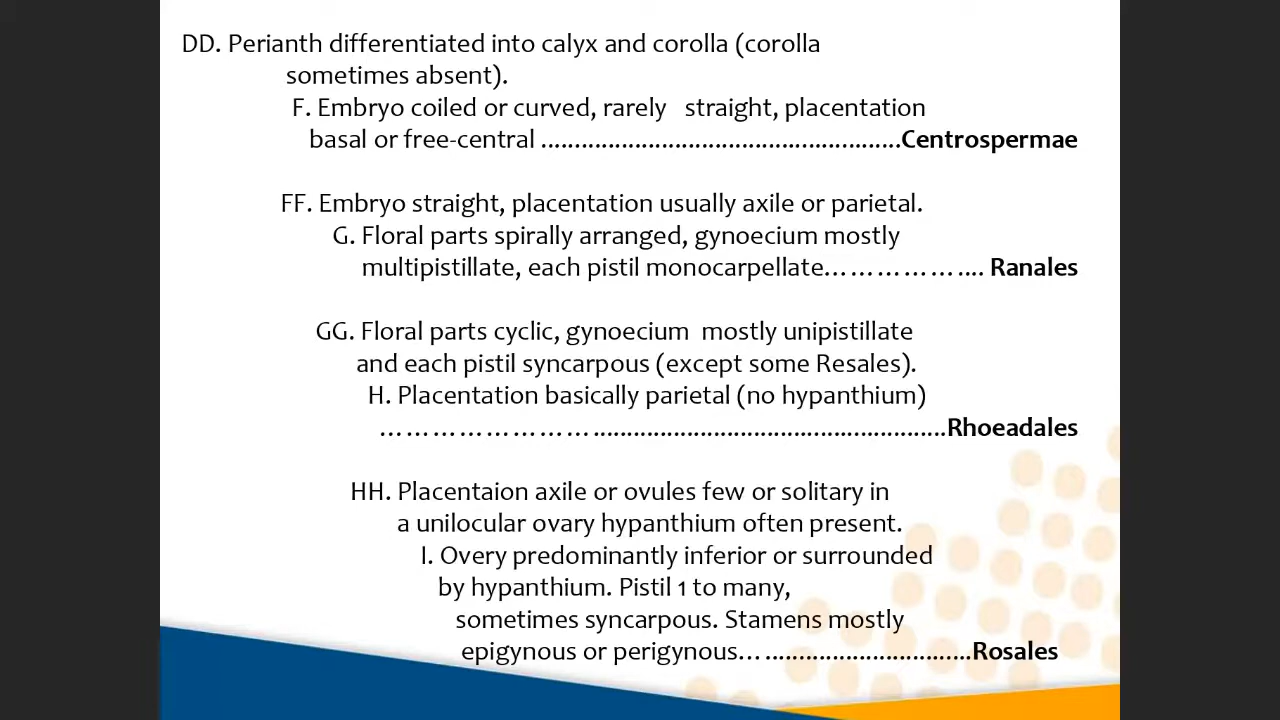 DD. Perianth differentiated into calyx and corolla (corolla
sometimes absent).
F. Embryo coiled or curved, rarely straight, placentation
basal or free-central ......................................................Centrospermae
FF. Embryo straight, placentation usually axile or parietal.
G. Floral parts spirally arranged, gynoecium mostly
multipistillate, each pistil monocarpellate……………….... Ranales
GG. Floral parts cyclic, gynoecium mostly unipistillate
and each pistil syncarpous (except some Resales).
H. Placentation basically parietal (no hypanthium)
……………………......................................................Rhoeadales
HH. Placentaion axile or ovules few or solitary in
a unilocular ovary hypanthium often present.
I. Overy predominantly inferior or surrounded
by hypanthium. Pistil 1 to many,
sometimes syncarpous. Stamens mostly
epigynous or perigynous…...............................Rosales